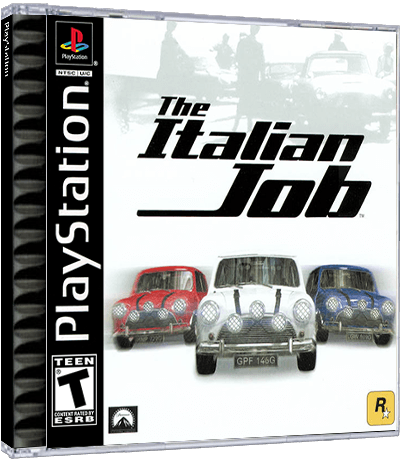 PlayStation
PlayStation
NTSC U/C
PlayStation
The
Italian
Job
TM
GPF 146G
TEEN
T
CONTENT RATED BY
ESRB
R